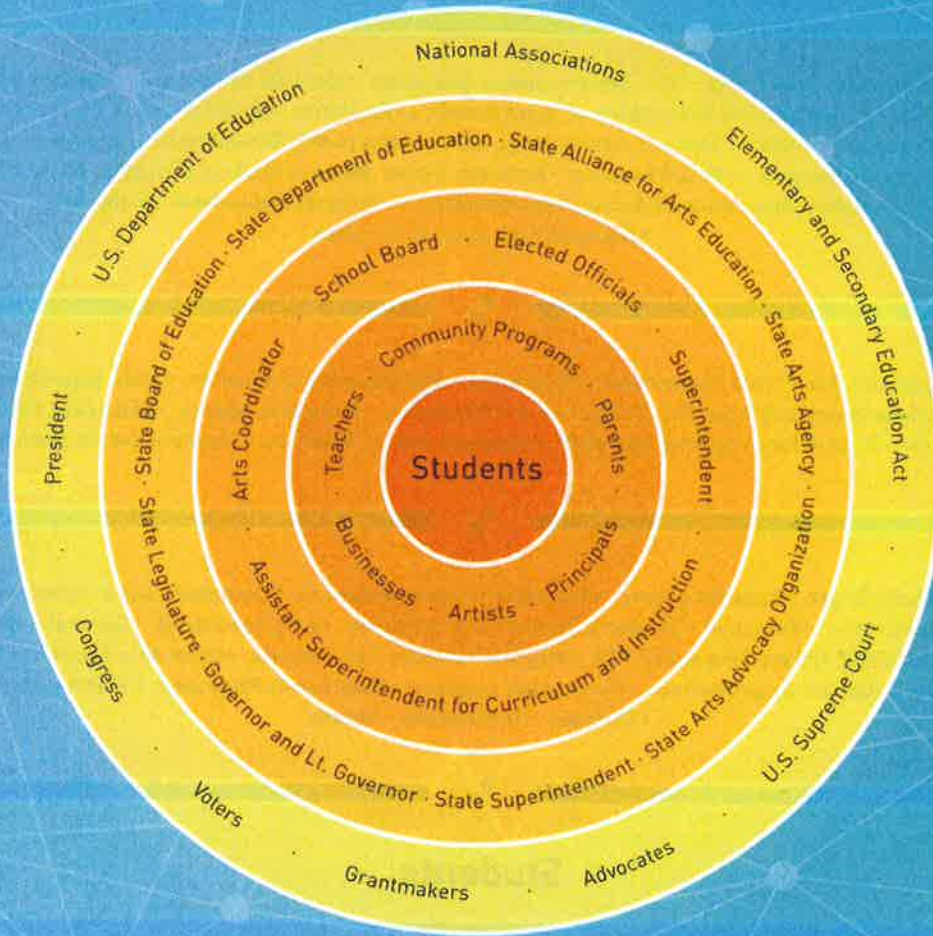 National Associations
·
Elementary and Secondary Education Act
·
U.S. Supreme Court
·
Advocates
·
Grantmakers
·
Voters
·
Congress
·
President
·
U.S. Department of Education
·
State Department of Education · State Alliance for Arts Education · State Arts Agency · State Arts Advocacy Organization · State Superintendent · Governor and Lt. Governor · State Legislature · State Board of Education ·
School Board · Elected Officials · Superintendent · Assistant Superintendent for Curriculum and Instruction · Arts Coordinator ·
Community Programs · Parents · Principals · Artists · Businesses · Teachers ·
Students
Students